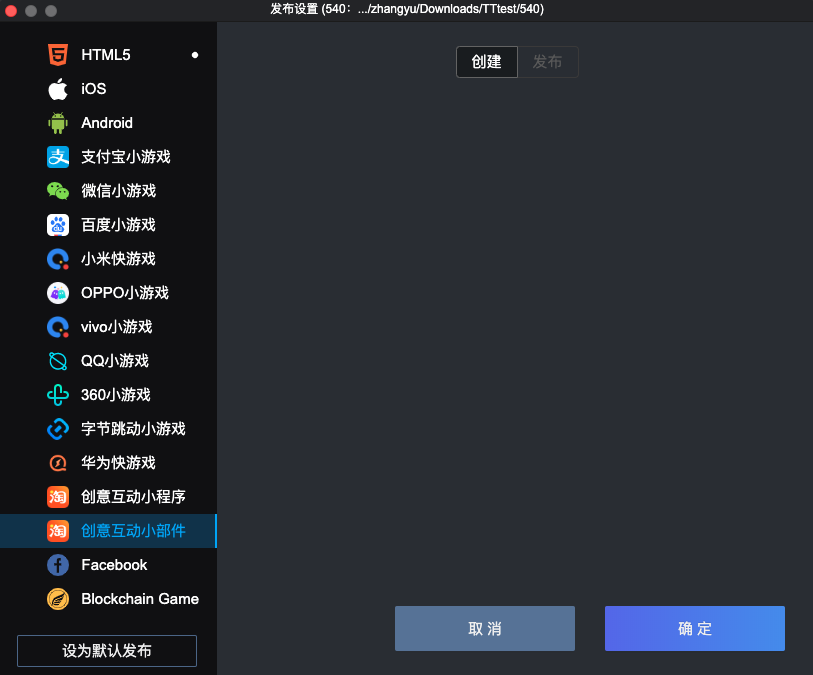 发布设置 (540：.../zhangyu/Downloads/TTtest/540)
创建 发布
HTML5
iOS
Android
支付宝小游戏
微信小游戏
百度小游戏
小米快游戏
OPPO小游戏
vivo小游戏
QQ小游戏
360小游戏
字节跳动小游戏
华为快游戏
淘 创意互动小程序
淘 创意互动小部件
Facebook
Blockchain Game
设为默认发布
取 消
确 定